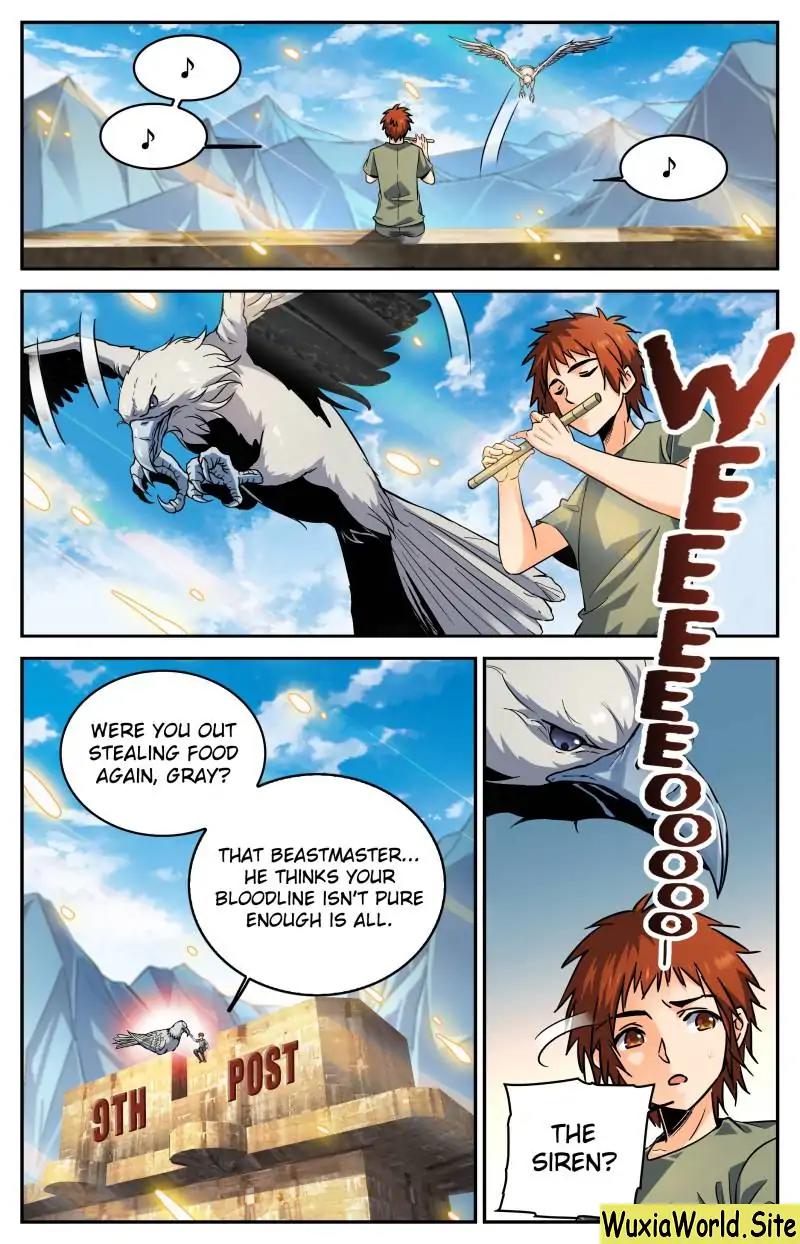 ♪
♪
♪
WEEEEEOOOOO—
WERE YOU OUT
STEALING FOOD
AGAIN, GRAY?
THAT BEASTMASTER...
HE THINKS YOUR
BLOODLINE ISN'T PURE
ENOUGH IS ALL.
9TH POST
THE
SIREN?
WuxiaWorld.Site